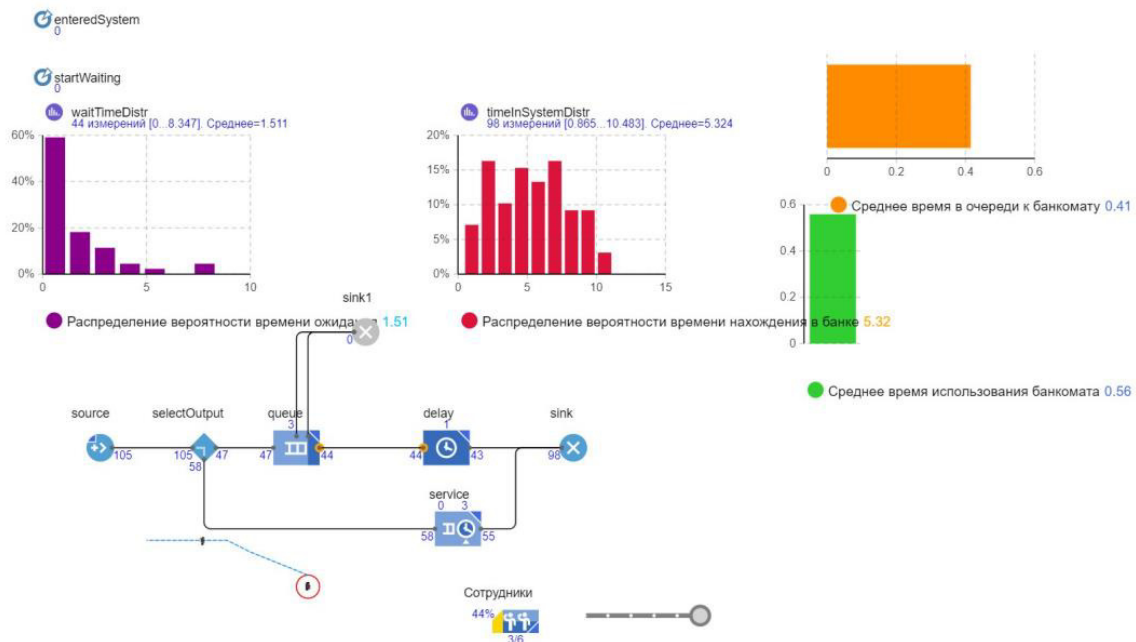 enteredSystem
0
startWaiting
0
waitTimeDistr
44 измерений [0...8.347]. Среднее=1.511
60%
40%
20%
0%
0
5
10
Распределение вероятности времени ожидания 1.51
timeInSystemDistr
98 измерений [0.865...10.483]. Среднее=5.324
20%
15%
10%
5%
0%
0
5
10
15
Распределение вероятности времени нахождения в банке 5.32
0
0.2
0.4
0.6
Среднее время в очереди к банкомату 0.41
0.6
0.4
0.2
0
Среднее время использования банкомата 0.56
sink1
0
source
selectOutput
queue
delay
sink
3
1
105
105
47
47
44
44
43
98
58
service
0
3
58
55
Сотрудники
44%
3/6